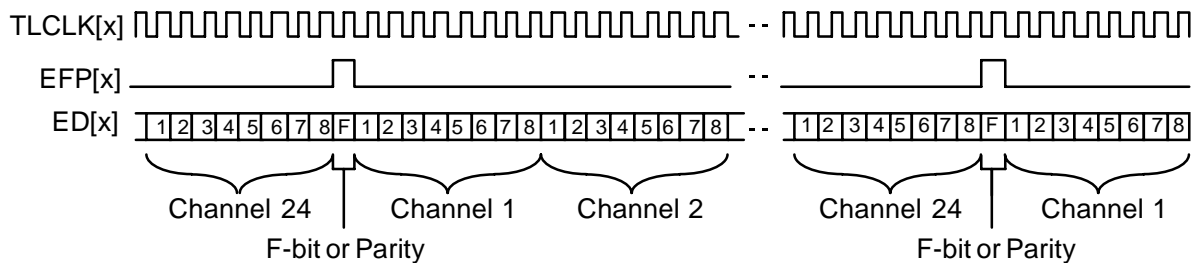 TLCLK[x] - -
EFP[x] - -
ED[x] 1 2 3 4 5 6 7 8 F 1 2 3 4 5 6 7 8 1 2 3 4 5 6 7 8 - - 1 2 3 4 5 6 7 8 F 1 2 3 4 5 6 7 8
Channel 24 Channel 1 Channel 2 Channel 24 Channel 1
F-bit or Parity F-bit or Parity